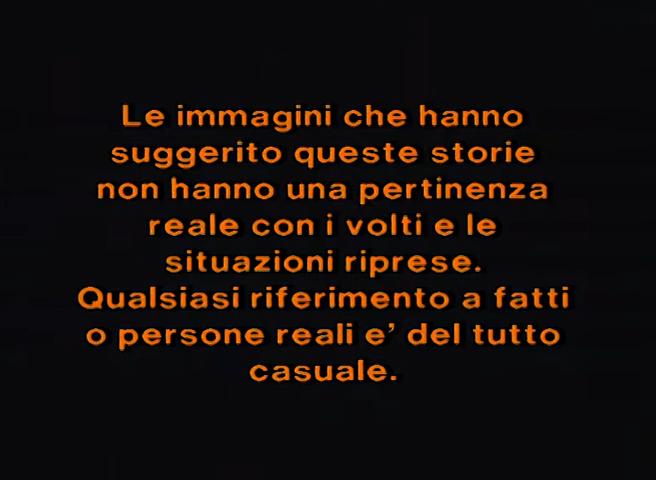 Le immagini che hanno
suggerito queste storie
non hanno una pertinenza
reale con i volti e le
situazioni riprese.
Qualsiasi riferimento a fatti
o persone reali e’ del tutto
casuale.